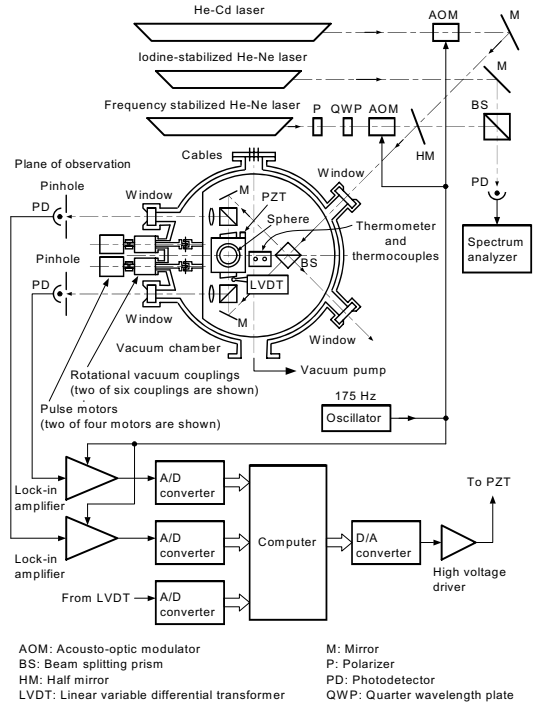 He-Cd laser
AOM
M
Iodine-stabilized He-Ne laser
M
Frequency stabilized He-Ne laser
P
QWP
AOM
BS
HM
Cables
Plane of observation
Pinhole
PD
Window
M
PZT
Sphere
Window
PD
Thermometer
and
thermocouples
Spectrum
analyzer
Pinhole
PD
BS
LVDT
Window
M
Window
Vacuum chamber
Vacuum pump
Rotational vacuum couplings
(two of six couplings are shown)
Pulse motors
(two of four motors are shown)
175 Hz
Oscillator
Lock-in
amplifier
A/D
converter
To PZT
Lock-in
amplifier
A/D
converter
Computer
D/A
converter
High voltage
driver
From LVDT
A/D
converter
AOM: Acousto-optic modulator
BS: Beam splitting prism
HM: Half mirror
LVDT: Linear variable differential transformer
M: Mirror
P: Polarizer
PD: Photodetector
QWP: Quarter wavelength plate